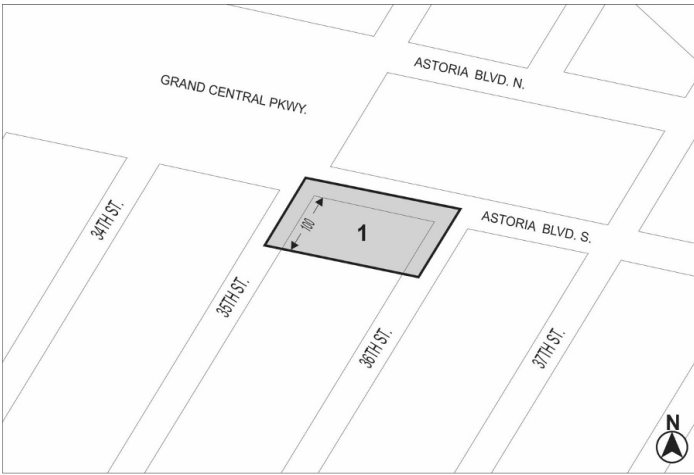 ASTORIA BLVD. N.
GRAND CENTRAL PKWY.
34TH ST.
100
1
ASTORIA BLVD. S.
35TH ST.
36TH ST.
37TH ST.
N